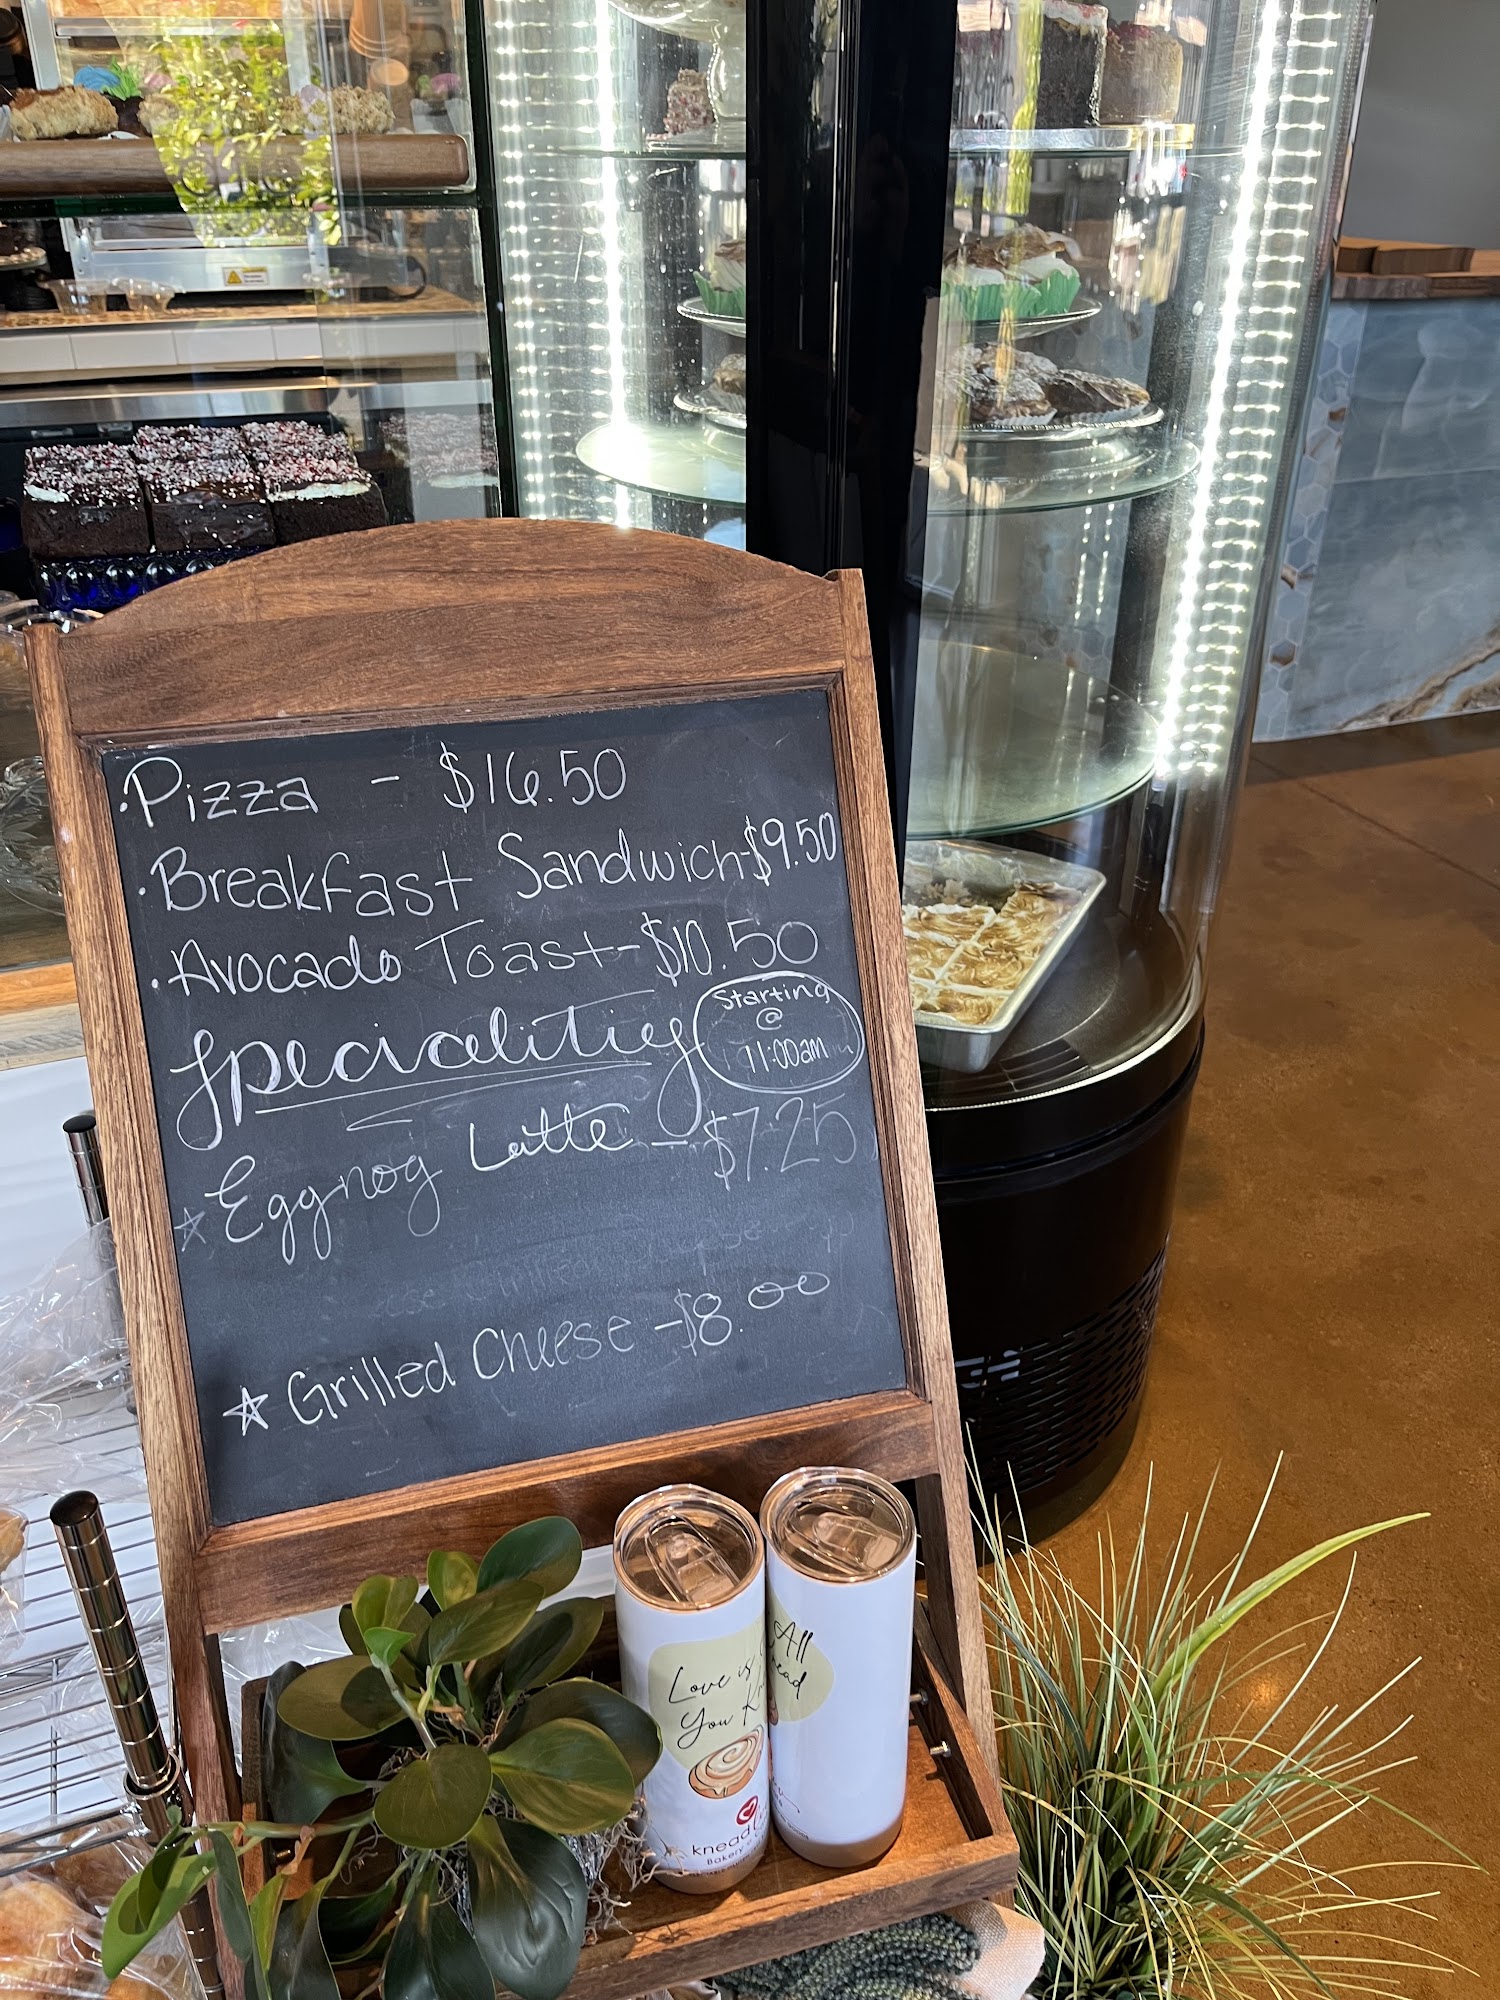 ·Pizza - $16.50
·Breakfast Sandwich-$9.50
·Avocado Toast-$10.50
Specialities
Starting
@
11:00am
☆ Eggnog Latte - $7.25
☆ Grilled Cheese -$8.00
Love is
You
All
knead
Bakery